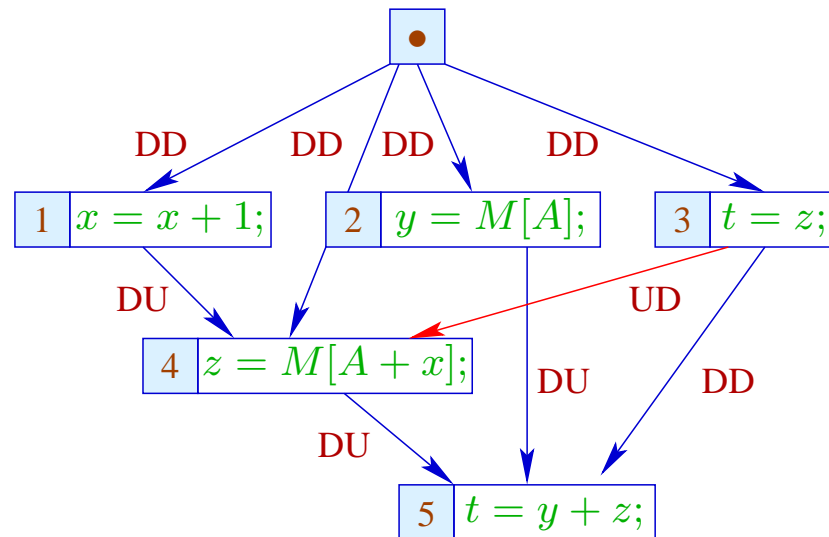 •
DD DD DD DD
1 x = x + 1; 2 y = M[A]; 3 t = z;
DU UD
4 z = M[A + x]; DU DD
DU
5 t = y + z;